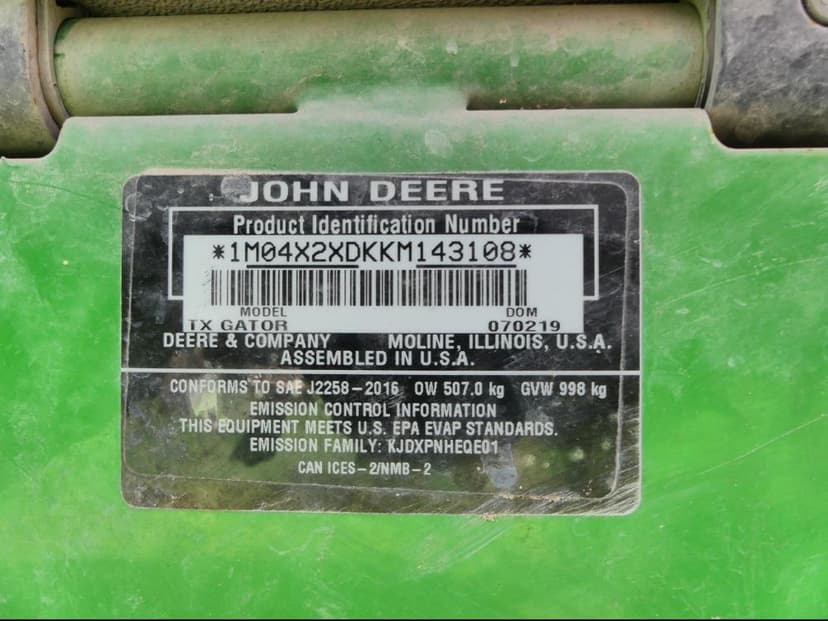 JOHN DEERE
Product Identification Number
*1M04X2XDKKM143108*
MODEL DOM
TX GATOR 070219
DEERE & COMPANY MOLINE, ILLINOIS, U.S.A.
ASSEMBLED IN U.S.A.
CONFORMS TO SAE J2258-2016 OW 507.0 kg GVW 998 kg
EMISSION CONTROL INFORMATION
THIS EQUIPMENT MEETS U.S. EPA EVAP STANDARDS.
EMISSION FAMILY: KJDXPNHEQE01
CAN ICES-2/NMB-2